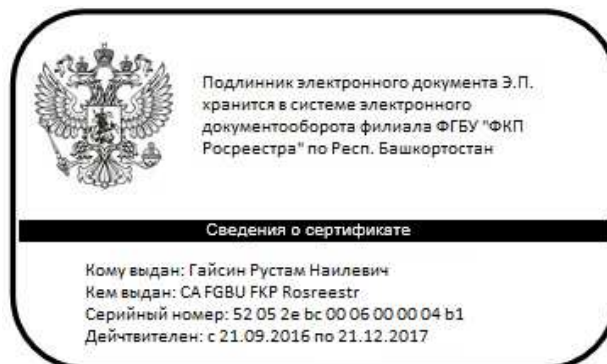 Подлинник электронного документа Э.П.
хранится в системе электронного
документооборота филиала ФГБУ "ФКП
Росреестра" по Респ. Башкортостан
Сведения о сертификате
Кому выдан: Гайсин Рустам Наилевич
Кем выдан: CA FGBU FKP Rosreestr
Серийный номер: 52 05 2e bc 00 06 00 00 04 b1
Дейчтвителен: с 21.09.2016 по 21.12.2017